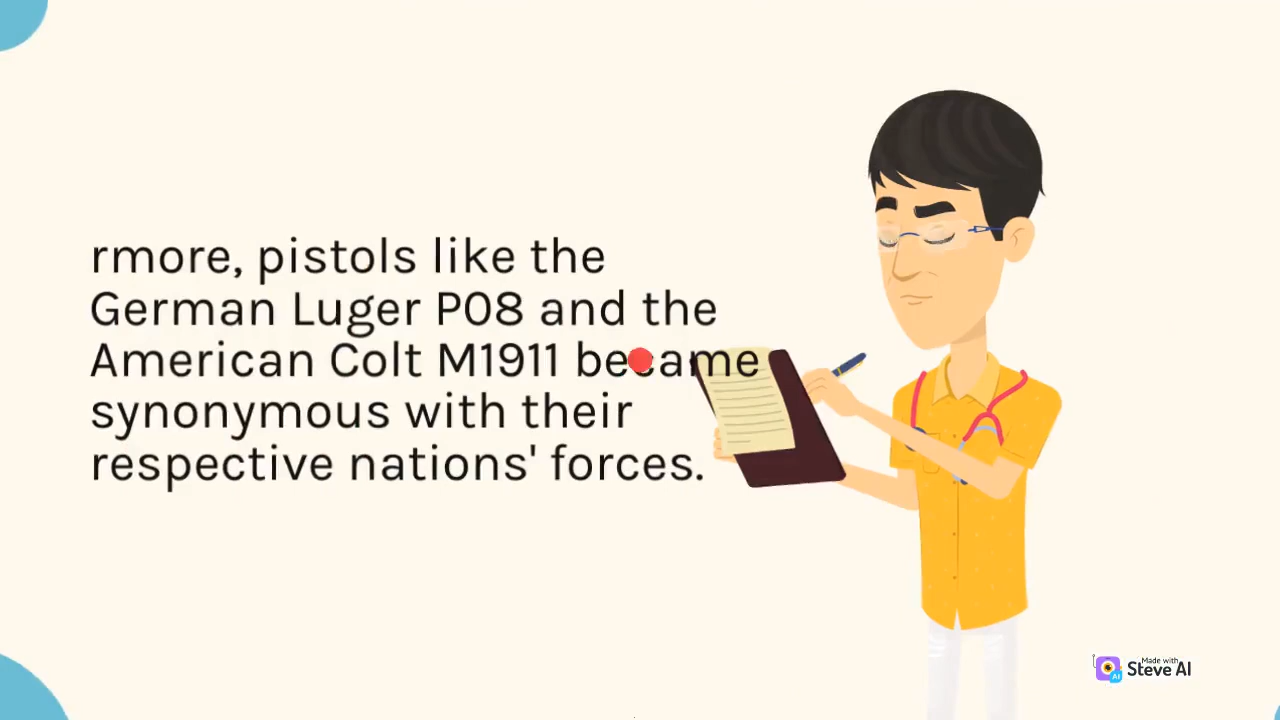 rmore, pistols like the
German Luger P08 and the
American Colt M1911 became
synonymous with their
respective nations' forces.
Made with
Steve AI
AI